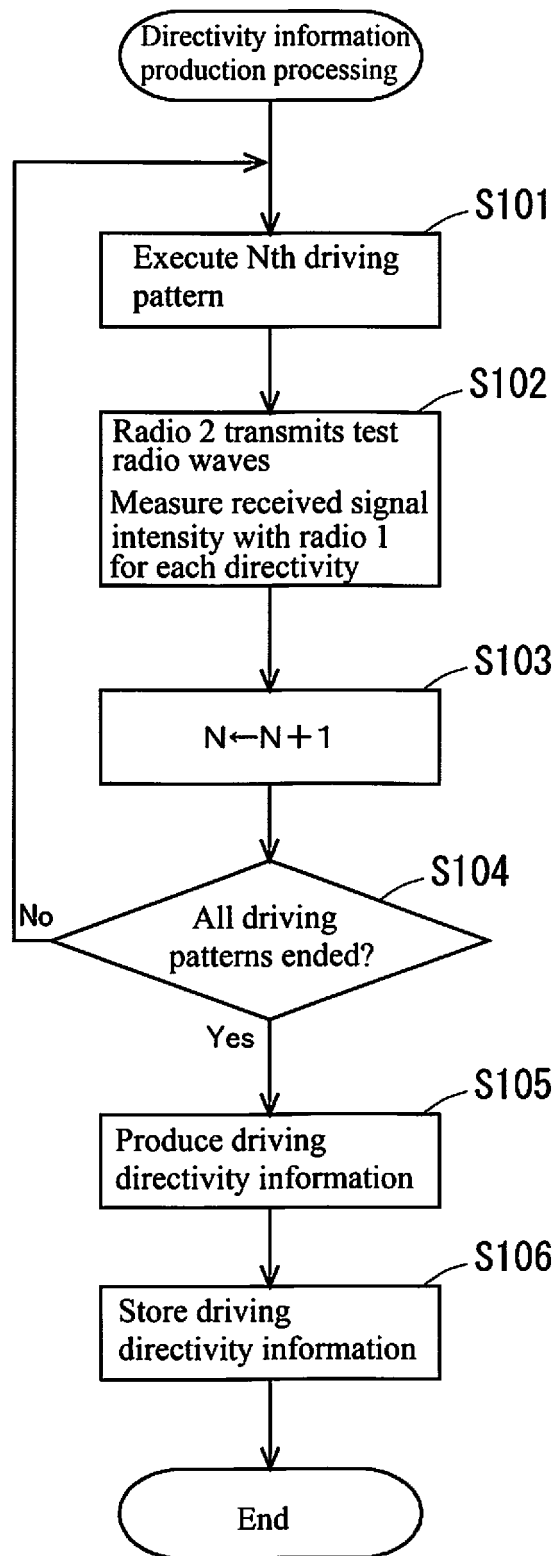 Directivity information
production processing
S101
Execute Nth driving
pattern
S102
Radio 2 transmits test
radio waves
Measure received signal
intensity with radio 1
for each directivity
S103
N←N+1
S104
All driving
patterns ended?
No
Yes
S105
Produce driving
directivity information
S106
Store driving
directivity information
End